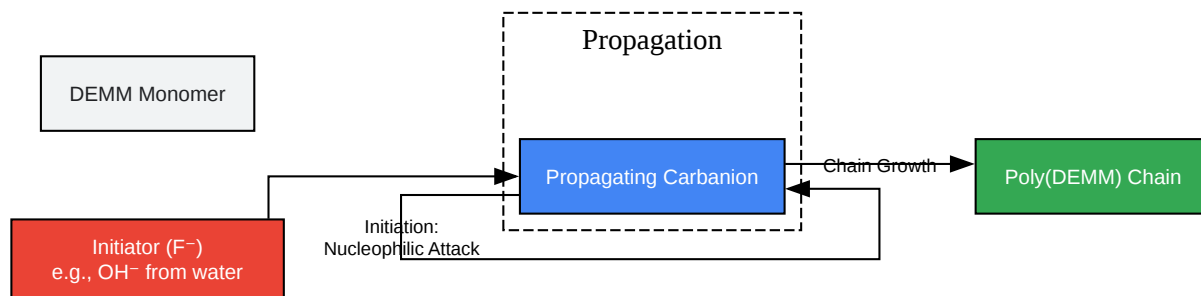 Propagation
DEMM Monomer
Propagating Carbanion
Chain Growth
Poly(DEMM) Chain
Initiation:
Nucleophilic Attack
Initiator (F⁻)
e.g., OH⁻ from water